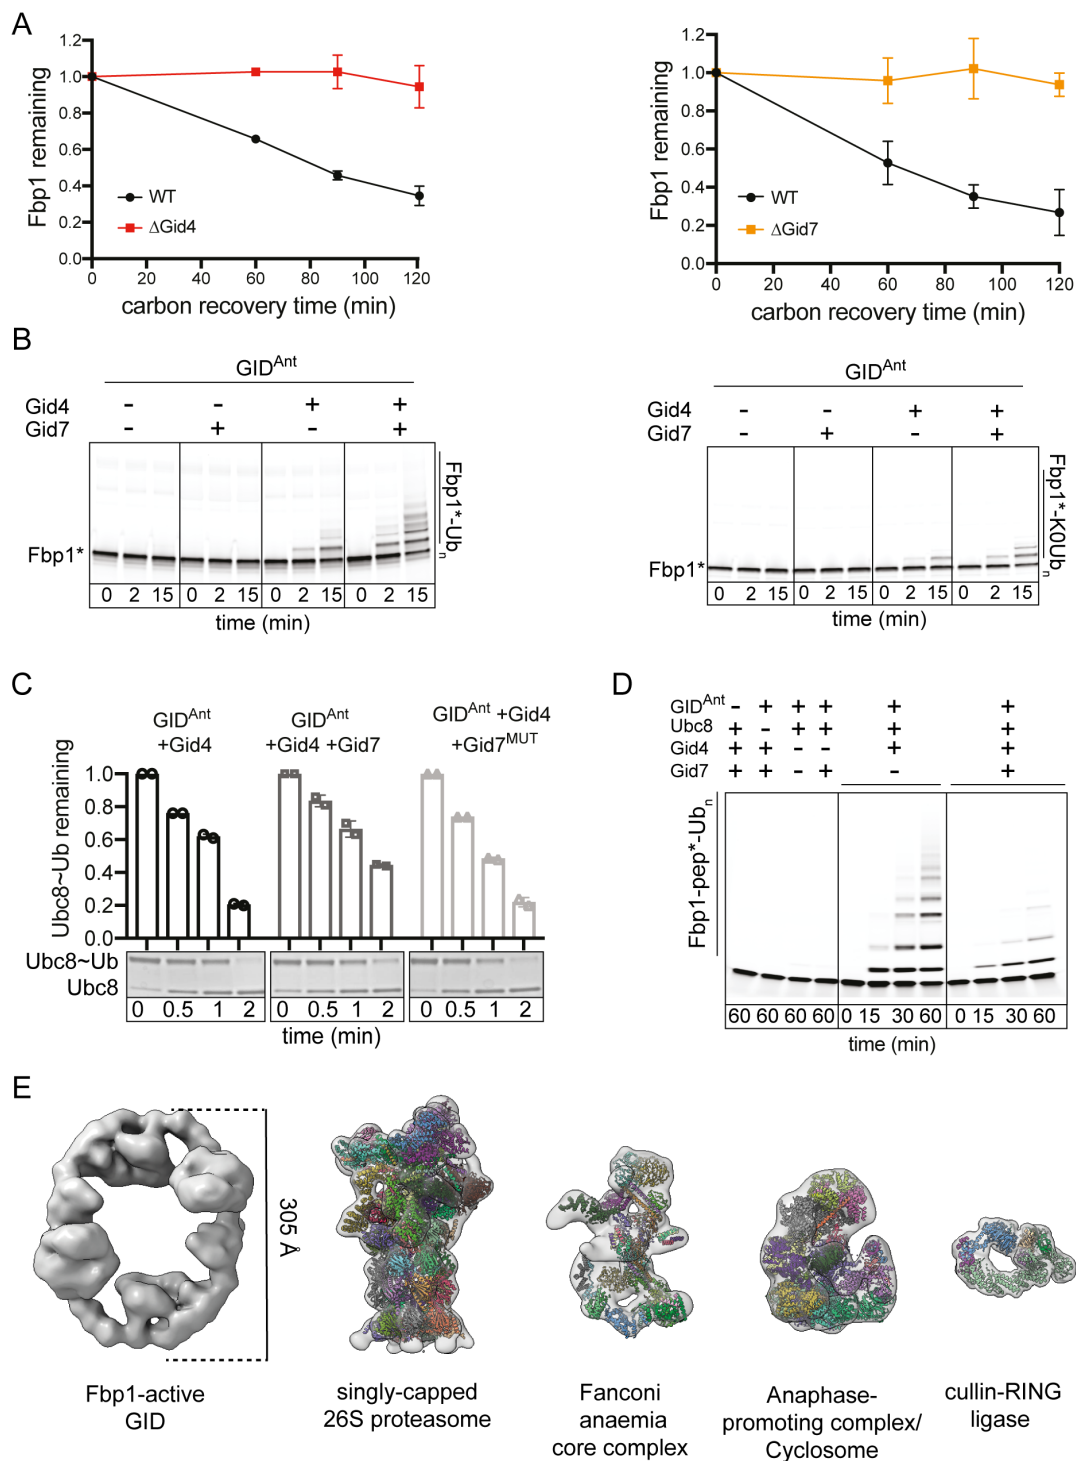 A
1.2
1.0
0.8
0.6
0.4
0.2
0.0
Fbp1 remaining
WT
ΔGid4
0 20 40 60 80 100 120
carbon recovery time (min)
1.2
1.0
0.8
0.6
0.4
0.2
0.0
Fbp1 remaining
WT
ΔGid7
0 20 40 60 80 100 120
carbon recovery time (min)
B
GIDAnt
Gid4 - - + +
Gid7 - + - +
Fbp1*-Ubn
Fbp1*
0 2 15 0 2 15 0 2 15 0 2 15
time (min)
GIDAnt
Gid4 - - + +
Gid7 - + - +
Fbp1*-K0Ubn
Fbp1*
0 2 15 0 2 15 0 2 15 0 2 15
time (min)
C
GIDAnt
+Gid4
GIDAnt
+Gid4 +Gid7
GIDAnt +Gid4
+Gid7MUT
1.0
0.8
0.6
0.4
0.2
0.0
Ubc8~Ub remaining
Ubc8~Ub
Ubc8
0 0.5 1 2 0 0.5 1 2 0 0.5 1 2
time (min)
D
GIDAnt - + + + + +
Ubc8 + - + + + +
Gid4 + + - - + +
Gid7 + + - + - +
Fbp1-pep*-Ubn
60 60 60 60 0 15 30 60 0 15 30 60
time (min)
E
305 Å
Fbp1-active
GID
singly-capped
26S proteasome
Fanconi
anaemia
core complex
Anaphase-
promoting complex/
Cyclosome
cullin-RING
ligase